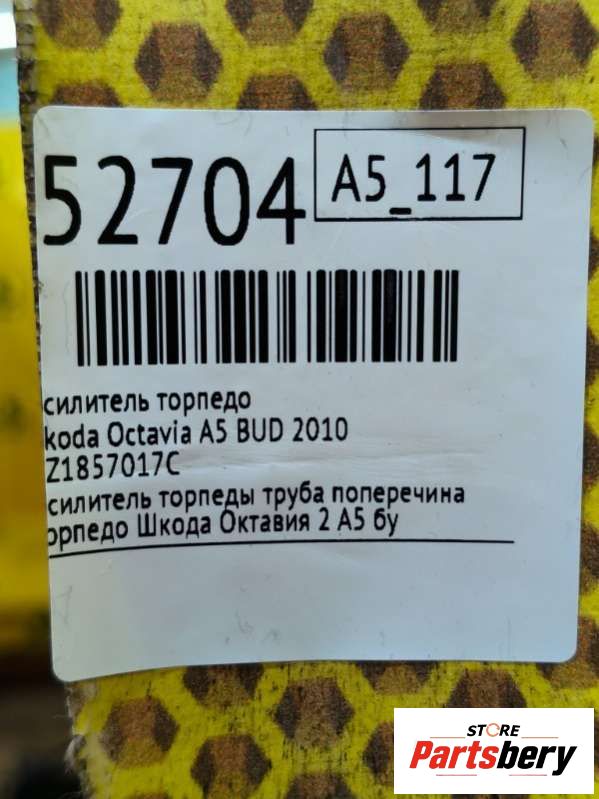 52704
A5_117
силитель торпедо
koda Octavia A5 BUD 2010
Z1857017C
силитель торпеды труба поперечина
орпедо Шкода Октавия 2 А5 бу
STORE
Partsbery